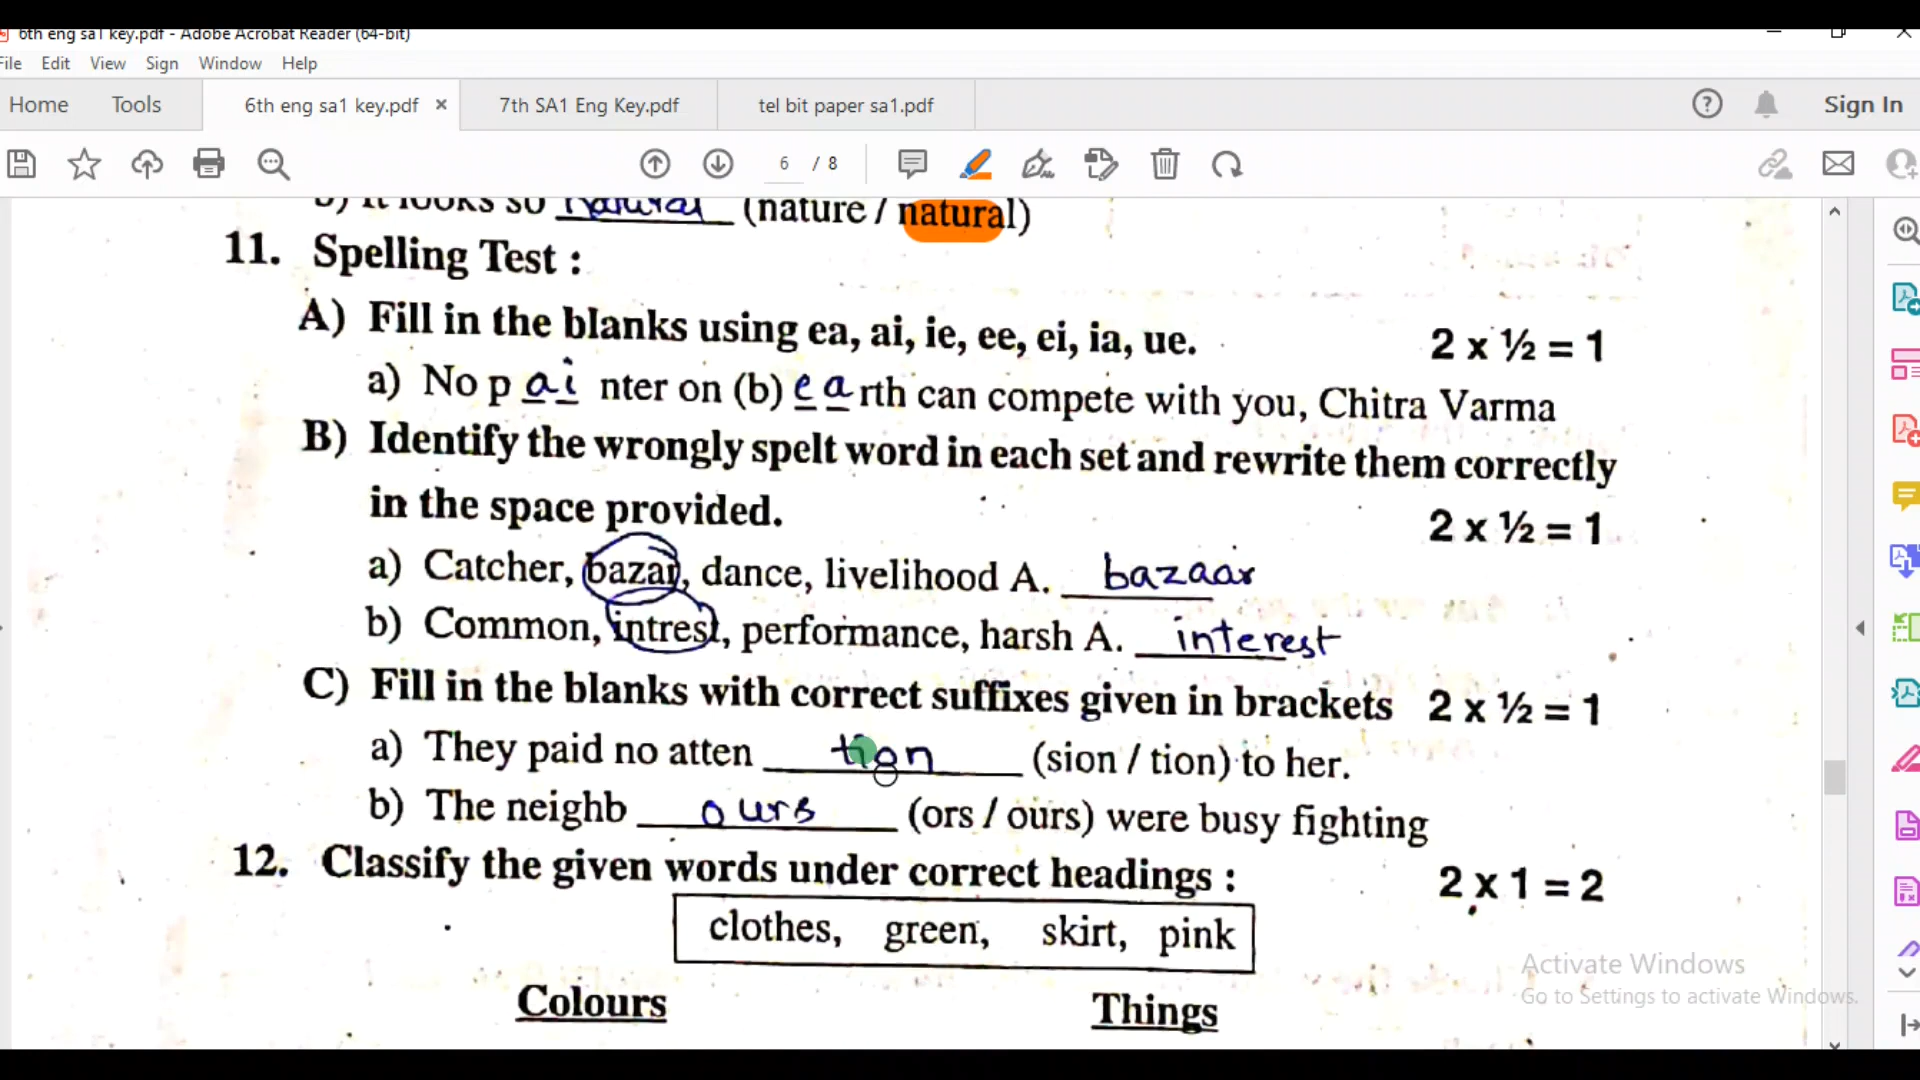 6th eng sa1 key.pdf - Adobe Acrobat Reader (64-bit)
File Edit View Sign Window Help
Home Tools 6th eng sa1 key.pdf × 7th SA1 Eng Key.pdf tel bit paper sa1.pdf Sign In
6 / 8
b) It looks so natural (nature / natural)
11. Spelling Test :
A) Fill in the blanks using ea, ai, ie, ee, ei, ia, ue. 2 x ½ = 1
a) No p ai nter on (b) ea rth can compete with you, Chitra Varma
B) Identify the wrongly spelt word in each set and rewrite them correctly
in the space provided. 2 x ½ = 1
a) Catcher, bazar, dance, livelihood A. bazaar
b) Common, intrest, performance, harsh A. interest
C) Fill in the blanks with correct suffixes given in brackets 2 x ½ = 1
a) They paid no atten tion (sion / tion) to her.
b) The neighb ours (ors / ours) were busy fighting
12. Classify the given words under correct headings : 2 x 1 = 2
clothes, green, skirt, pink
Colours Things
Activate Windows
Go to Settings to activate Windows.